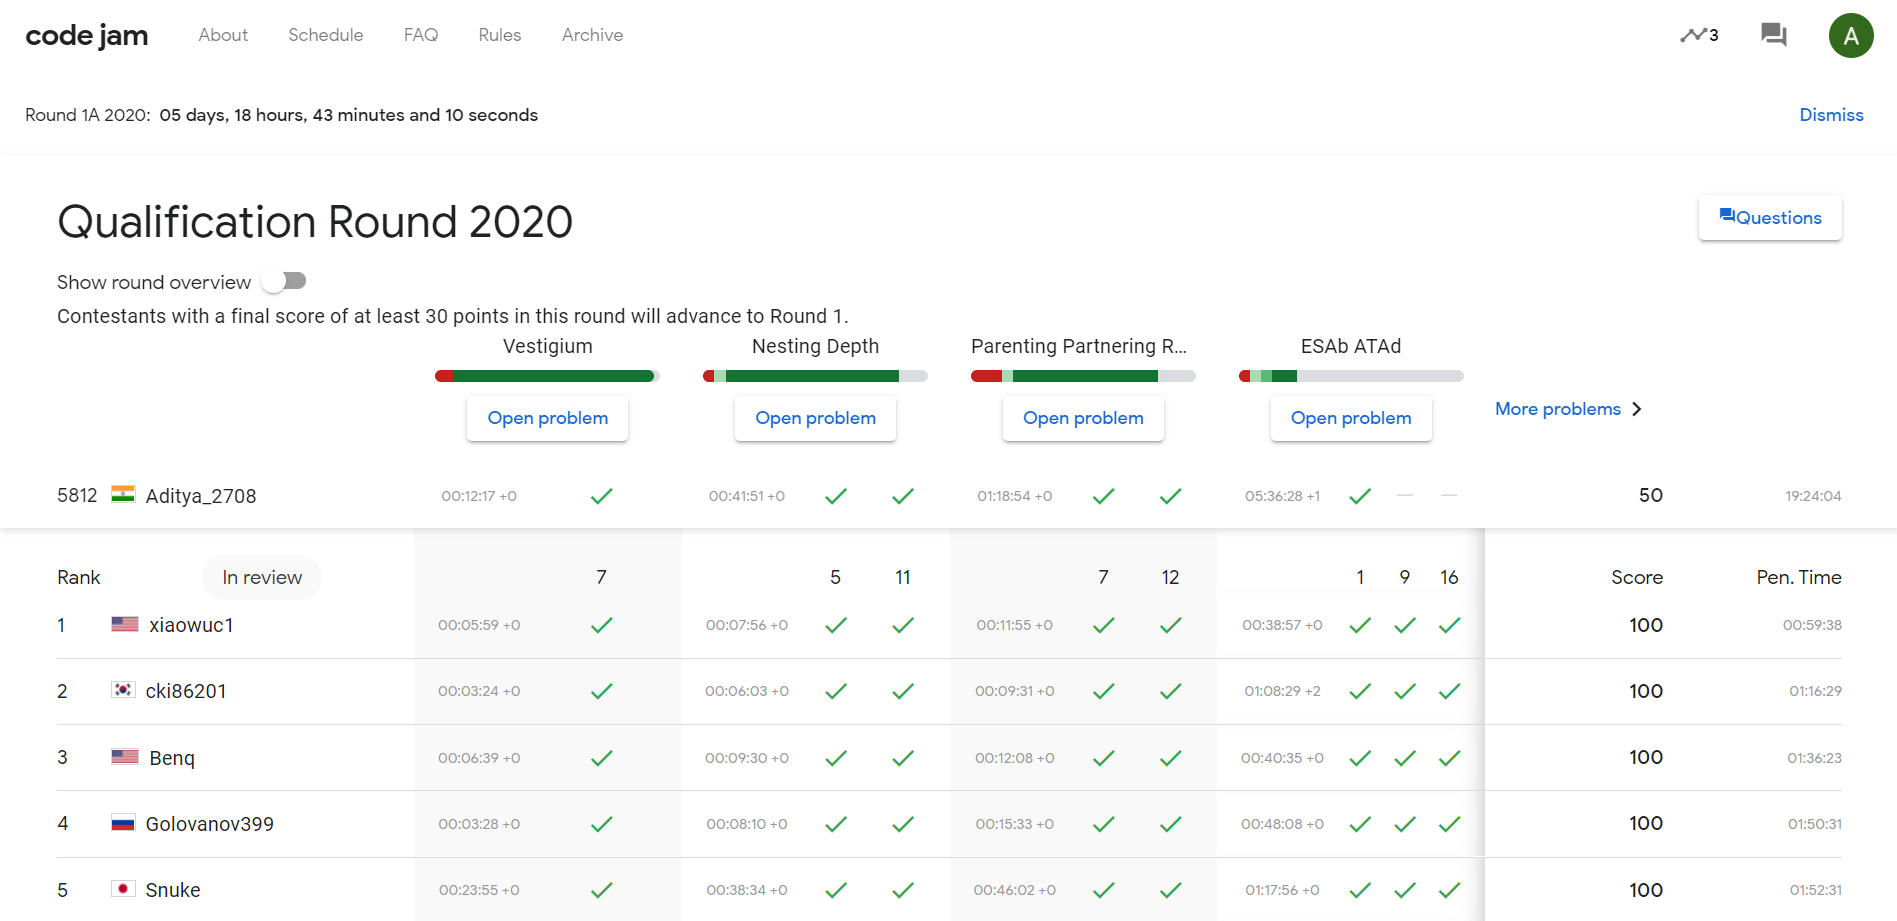 code jam About Schedule FAQ Rules Archive 3 A
Round 1A 2020: 05 days, 18 hours, 43 minutes and 10 seconds Dismiss
Qualification Round 2020 Questions
Show round overview
Contestants with a final score of at least 30 points in this round will advance to Round 1.
Vestigium Nesting Depth Parenting Partnering R... ESAb ATAd
Open problem Open problem Open problem Open problem More problems
5812 Aditya_2708 00:12:17 +0 00:41:51 +0 01:18:54 +0 05:36:28 +1 50 19:24:04
Rank In review 7 5 11 7 12 1 9 16 Score Pen. Time
1 xiaowuc1 00:05:59 +0 00:07:56 +0 00:11:55 +0 00:38:57 +0 100 00:59:38
2 cki86201 00:03:24 +0 00:06:03 +0 00:09:31 +0 01:08:29 +2 100 01:16:29
3 Benq 00:06:39 +0 00:09:30 +0 00:12:08 +0 00:40:35 +0 100 01:36:23
4 Golovanov399 00:03:28 +0 00:08:10 +0 00:15:33 +0 00:48:08 +0 100 01:50:31
5 Snuke 00:23:55 +0 00:38:34 +0 00:46:02 +0 01:17:56 +0 100 01:52:31